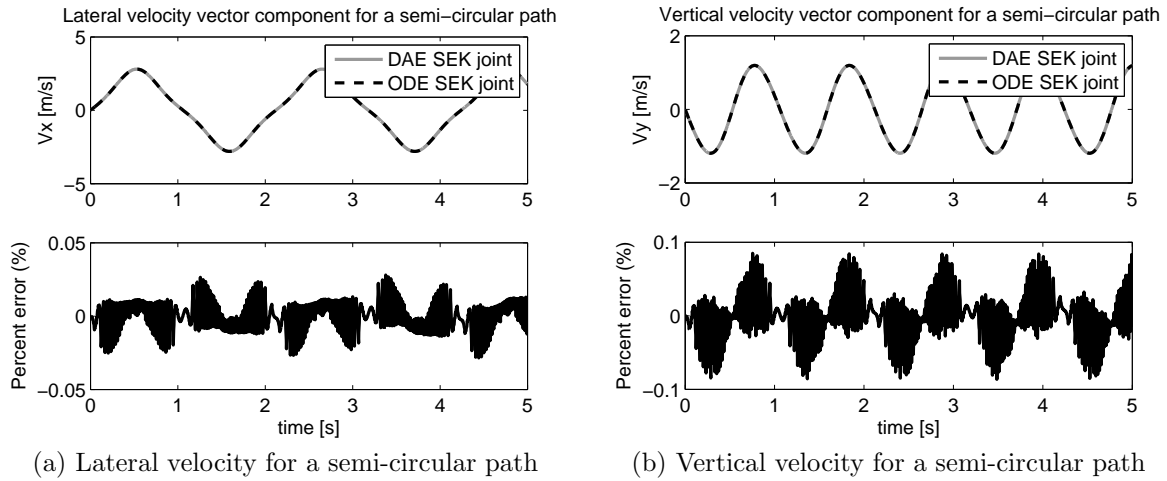 Lateral velocity vector component for a semi−circular path
Vx [m/s]
5
0
−5
0 1 2 3 4 5
DAE SEK joint
ODE SEK joint
Percent error (%)
0.05
0
−0.05
0 1 2 3 4 5
time [s]
(a) Lateral velocity for a semi-circular path
Vertical velocity vector component for a semi−circular path
Vy [m/s]
2
0
−2
0 1 2 3 4 5
DAE SEK joint
ODE SEK joint
Percent error (%)
0.1
0
−0.1
0 1 2 3 4 5
time [s]
(b) Vertical velocity for a semi-circular path